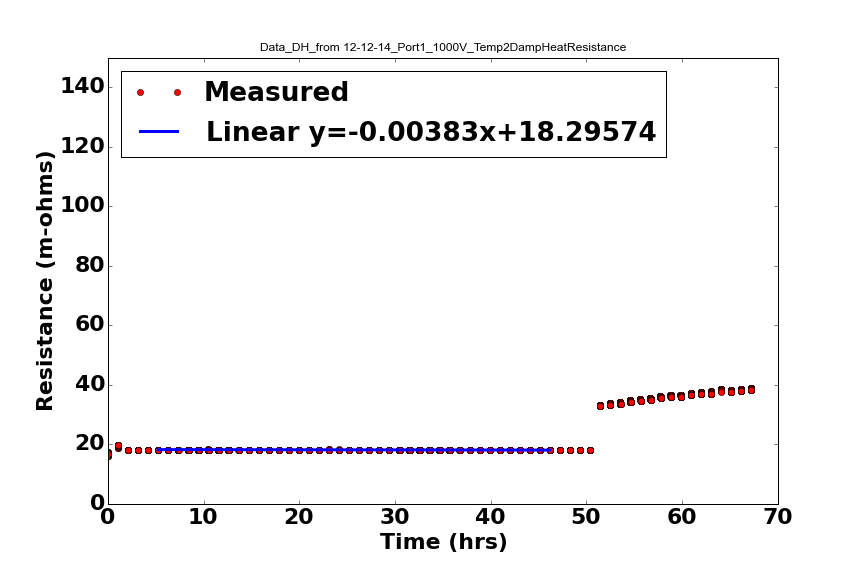 Data_DH_from 12-12-14_Port1_1000V_Temp2DampHeatResistance
Measured
Linear y=-0.00383x+18.29574
140
120
100
80
60
40
20
0
Resistance (m-ohms)
0 10 20 30 40 50 60 70
Time (hrs)